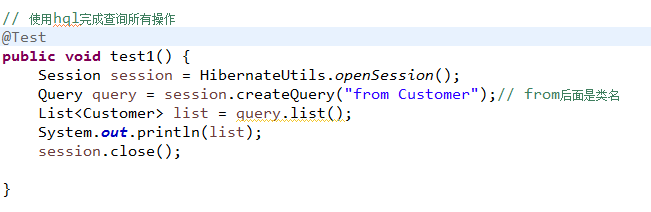 // 使用hql完成查询所有操作
@Test
public void test1() {
    Session session = HibernateUtils.openSession();
    Query query = session.createQuery("from Customer");// from后面是类名
    List<Customer> list = query.list();
    System.out.println(list);
    session.close();
}